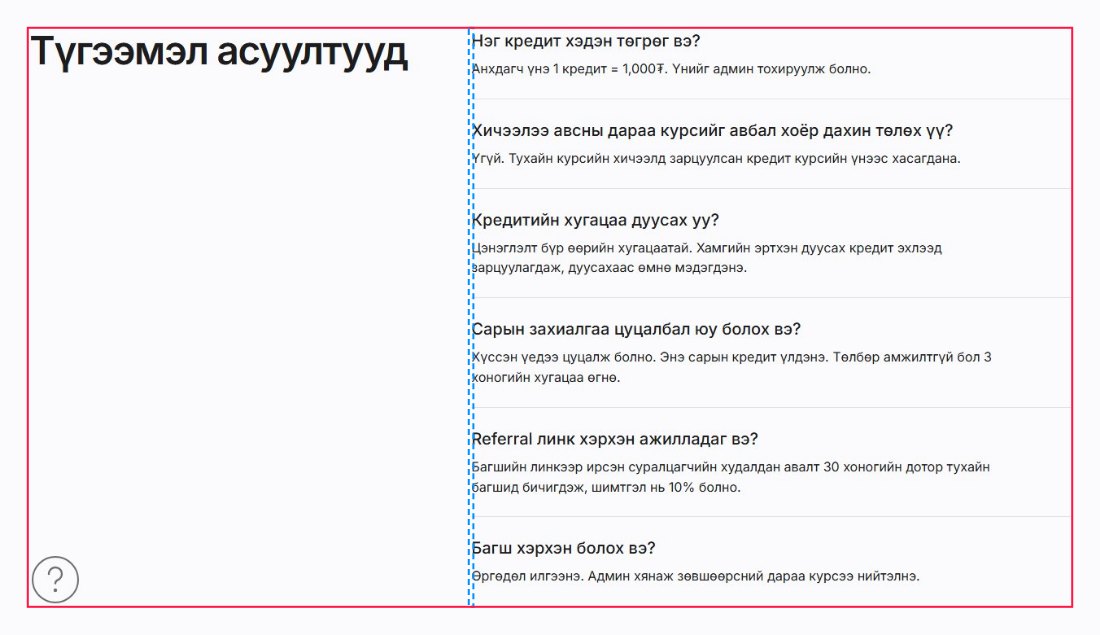 Түгээмэл асуултууд
Нэг кредит хэдэн төгрөг вэ?
Анхдагч үнэ 1 кредит = 1,000₮. Үнийг админ тохируулж болно.
Хичээлээ авсны дараа курсийг авбал хоёр дахин төлөх үү?
Үгүй. Тухайн курсийн хичээлд зарцуулсан кредит курсийн үнээс хасагдана.
Кредитийн хугацаа дуусах уу?
Цэнэглэлт бүр өөрийн хугацаатай. Хамгийн эртхэн дуусах кредит эхлээд
зарцуулагдаж, дуусахаас өмнө мэдэгдэнэ.
Сарын захиалгаа цуцалбал юу болох вэ?
Хүссэн үедээ цуцалж болно. Энэ сарын кредит үлдэнэ. Төлбөр амжилтгүй бол 3
хоногийн хугацаа өгнө.
Referral линк хэрхэн ажилладаг вэ?
Багшийн линкээр ирсэн суралцагчийн худалдан авалт 30 хоногийн дотор тухайн
багшид бичигдэж, шимтгэл нь 10% болно.
Багш хэрхэн болох вэ?
Өргөдөл илгээнэ. Админ хянаж зөвшөөрсний дараа курсээ нийтэлнэ.
?